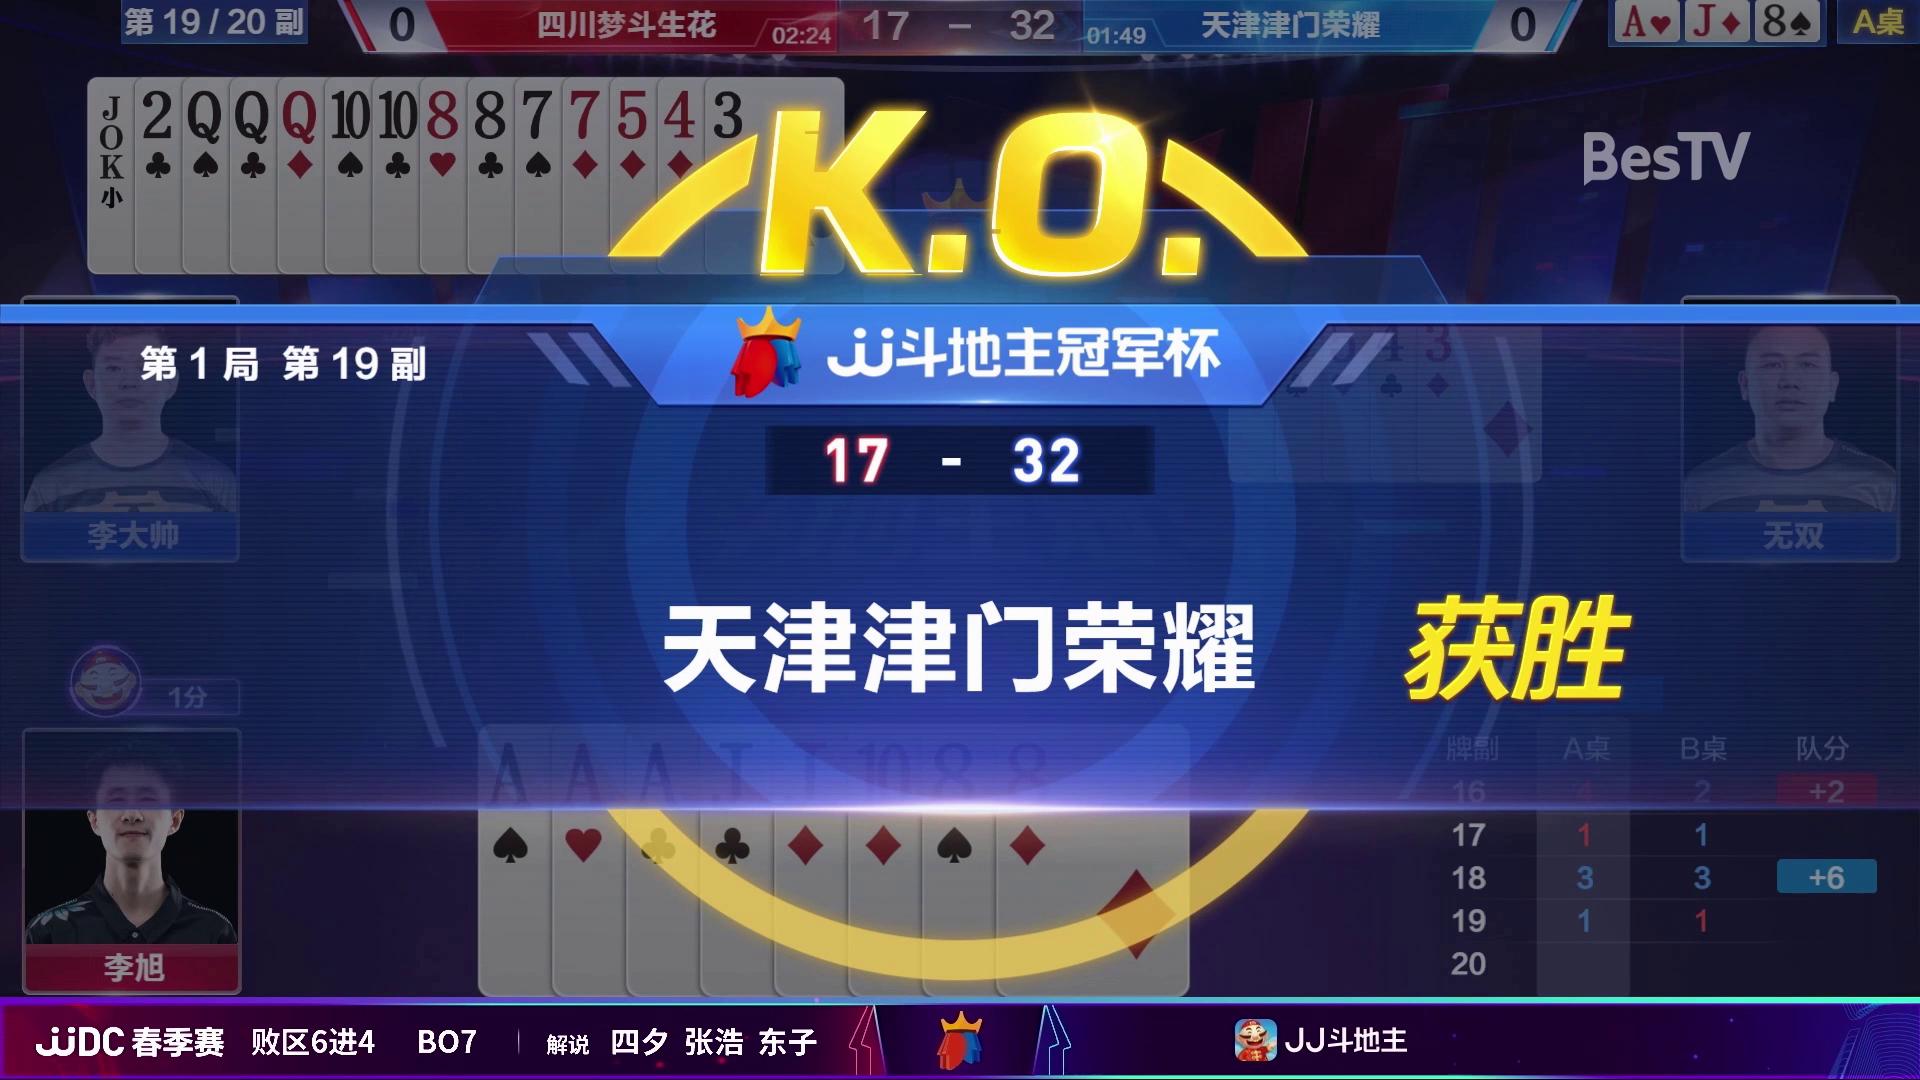 第 19 / 20 副
0
四川梦斗生花
02:24
17 - 32
01:49
天津津门荣耀
0
A J 8
A桌
JOK小 2 Q Q Q 10 10 8 8 7 7 5 4 3
K.O.
BesTV
第 1 局 第 19 副
JJ斗地主冠军杯
3
17 - 32
李大帅
无双
天津津门荣耀 获胜
1分
A A A J J 10 8 8
牌副 A桌 B桌 队分
16 4 2 +2
17 1 1
18 3 3 +6
19 1 1
20
李旭
JJDC 春季赛 败区6进4 BO7 解说 四夕 张浩 东子
JJ斗地主